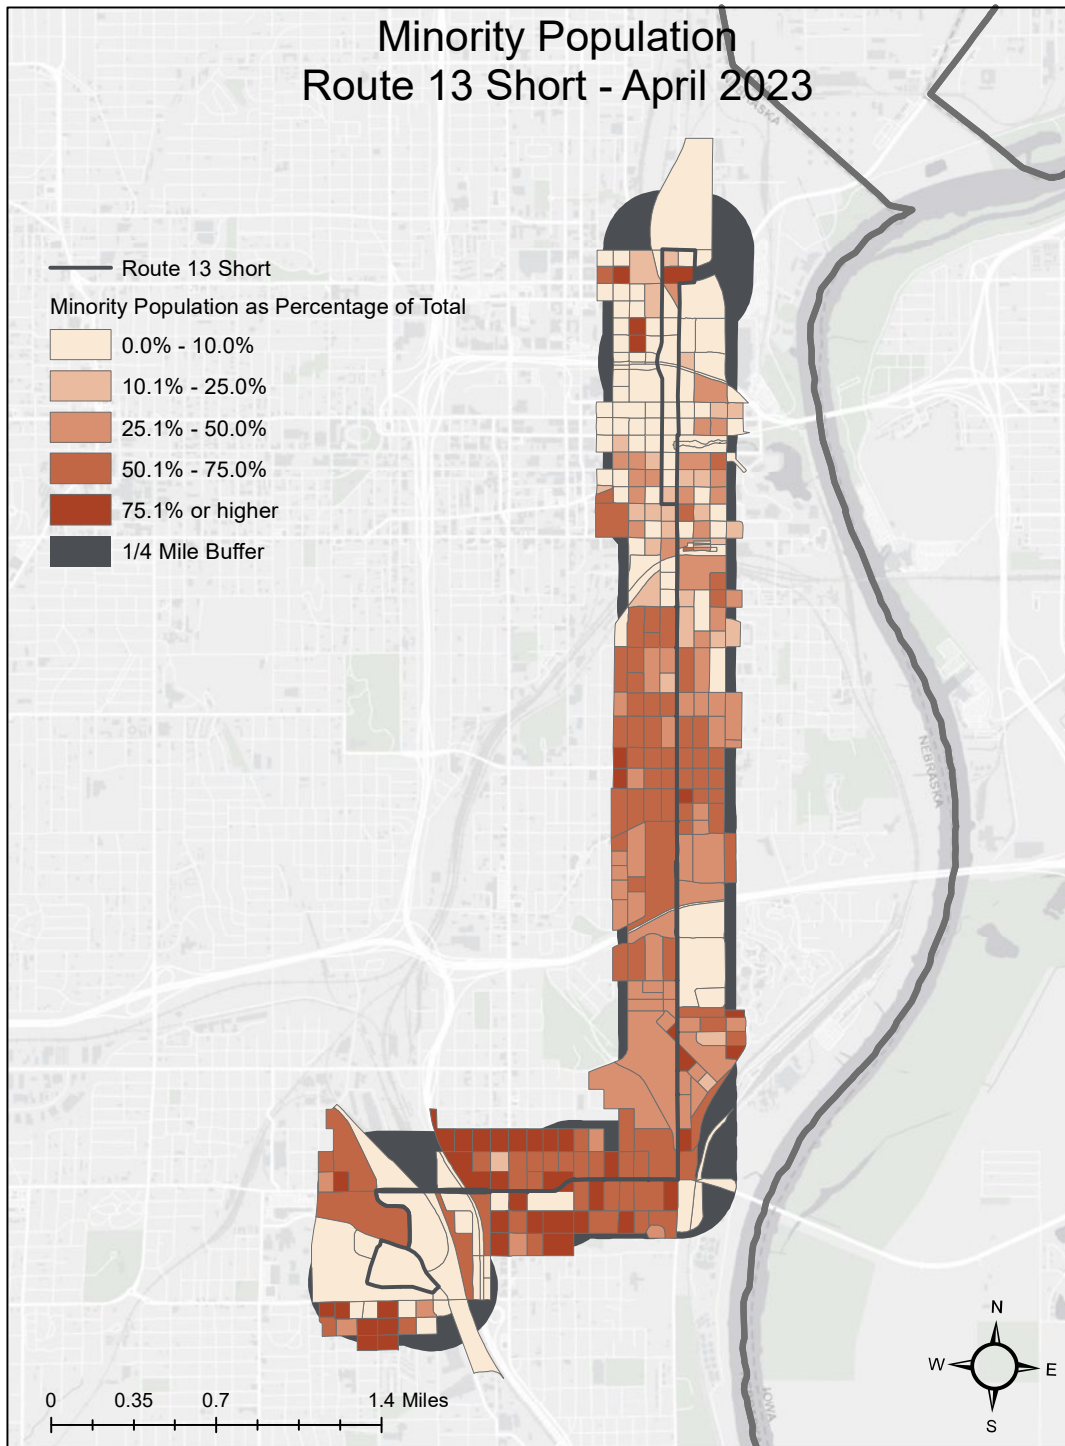 Minority Population
Route 13 Short - April 2023
NEBRASKA
Route 13 Short
Minority Population as Percentage of Total
0.0% - 10.0%
10.1% - 25.0%
25.1% - 50.0%
50.1% - 75.0%
75.1% or higher
1/4 Mile Buffer
NEBRASKA
IOWA
N
W
E
S
0 0.35 0.7 1.4 Miles